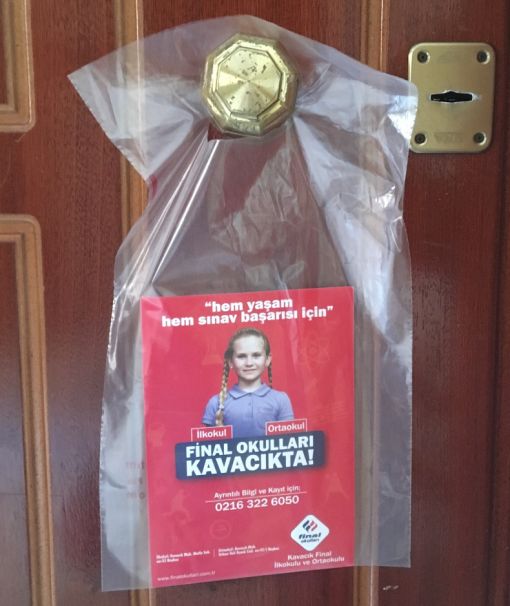 “hem yaşam
hem sınav başarısı için”
İlkokul
Ortaokul
FİNAL OKULLARI
KAVACIKTA!
Ayrıntılı Bilgi ve Kayıt için;
0216 322 6050
final
okulları
Kavacık Final
İlkokulu ve Ortaokulu
www.finalokullari.com.tr